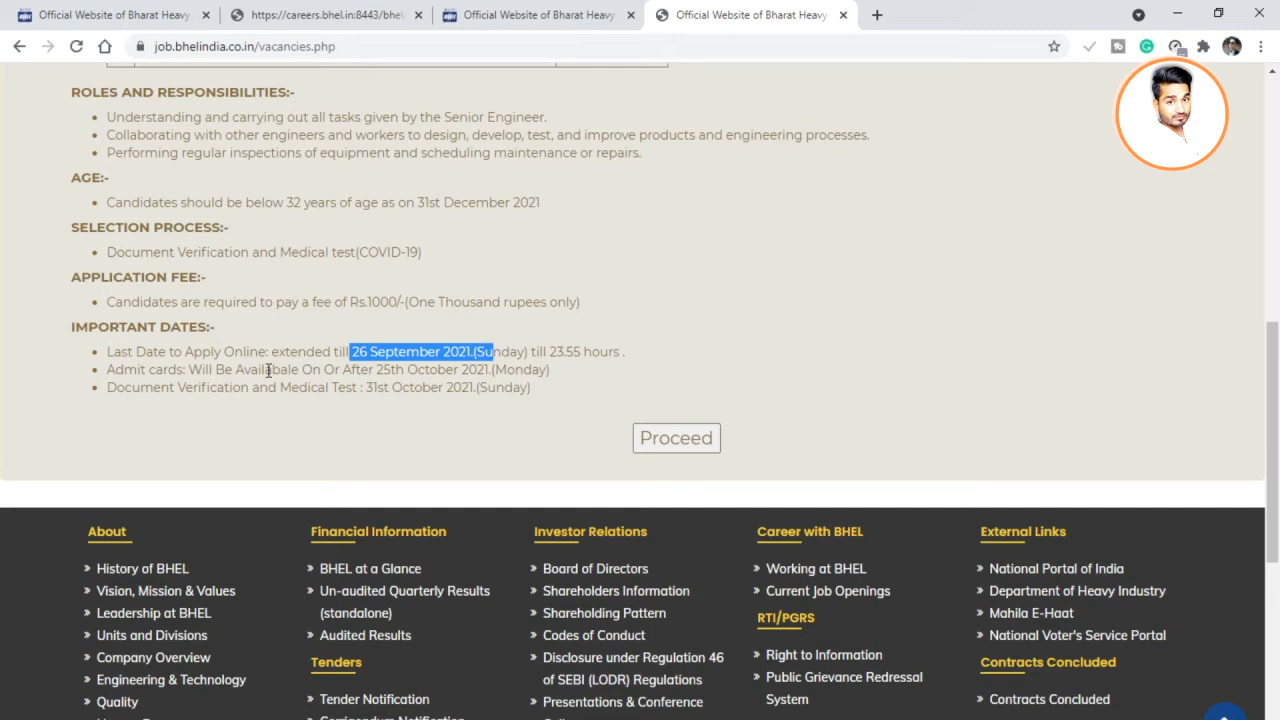 Official Website of Bharat Heavy
https://careers.bhel.in:8443/bhel
Official Website of Bharat Heavy
Official Website of Bharat Heavy
job.bhelindia.co.in/vacancies.php
ROLES AND RESPONSIBILITIES:-
• Understanding and carrying out all tasks given by the Senior Engineer.
• Collaborating with other engineers and workers to design, develop, test, and improve products and engineering processes.
• Performing regular inspections of equipment and scheduling maintenance or repairs.
AGE:-
• Candidates should be below 32 years of age as on 31st December 2021
SELECTION PROCESS:-
• Document Verification and Medical test(COVID-19)
APPLICATION FEE:-
• Candidates are required to pay a fee of Rs.1000/-(One Thousand rupees only)
IMPORTANT DATES:-
• Last Date to Apply Online: extended till 26 September 2021.(Sunday) till 23.55 hours .
• Admit cards: Will Be Availabale On Or After 25th October 2021.(Monday)
• Document Verification and Medical Test : 31st October 2021.(Sunday)
Proceed
About
History of BHEL
Vision, Mission & Values
Leadership at BHEL
Units and Divisions
Company Overview
Engineering & Technology
Quality
Financial Information
BHEL at a Glance
Un-audited Quarterly Results
(standalone)
Audited Results
Tenders
Tender Notification
Corrigendum Notification
Investor Relations
Board of Directors
Shareholders Information
Shareholding Pattern
Codes of Conduct
Disclosure under Regulation 46
of SEBI (LODR) Regulations
Presentations & Conference
Career with BHEL
Working at BHEL
Current Job Openings
RTI/PGRS
Right to Information
Public Grievance Redressal
System
External Links
National Portal of India
Department of Heavy Industry
Mahila E-Haat
National Voter's Service Portal
Contracts Concluded
Contracts Concluded